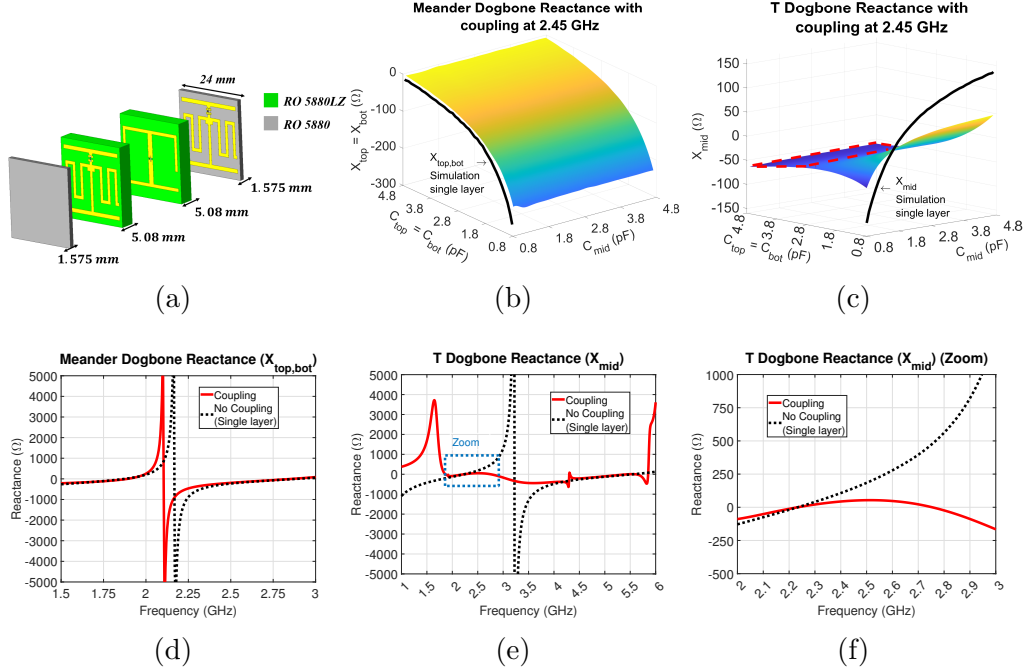 24 mm
RO 5880LZ
RO 5880
1.575 mm
5.08 mm
5.08 mm
1.575 mm
(a)
Meander Dogbone Reactance with
coupling at 2.45 GHz
X_top = X_bot (Ω)
0
-100
-200
-300
X_top,bot
Simulation
single layer
4.8
3.8
2.8
1.8
0.8
C_top = C_bot (pF)
0.8
1.8
2.8
3.8
4.8
C_mid (pF)
(b)
T Dogbone Reactance with
coupling at 2.45 GHz
X_mid (Ω)
150
100
50
0
-50
-100
-150
X_mid
Simulation
single layer
4.8
3.8
2.8
1.8
0.8
C_top = C_bot (pF)
0.8
1.8
2.8
3.8
4.8
C_mid (pF)
(c)
Meander Dogbone Reactance (X_top,bot)
Reactance (Ω)
5000
4000
3000
2000
1000
0
-1000
-2000
-3000
-4000
-5000
Coupling
No Coupling
(Single layer)
1.5
1.75
2
2.25
2.5
2.75
3
Frequency (GHz)
(d)
T Dogbone Reactance (X_mid)
Reactance (Ω)
5000
4000
3000
2000
1000
0
-1000
-2000
-3000
-4000
5000
Coupling
No Coupling
(Single layer)
Zoom
1
1.5
2
2.5
3
3.5
4
4.5
5
5.5
6
Frequency (GHz)
(e)
T Dogbone Reactance (X_mid) (Zoom)
Reactance (Ω)
1000
750
500
250
0
-250
-500
Coupling
No Coupling
(Single layer)
2
2.1
2.2
2.3
2.4
2.5
2.6
2.7
2.8
2.9
3
Frequency (GHz)
(f)